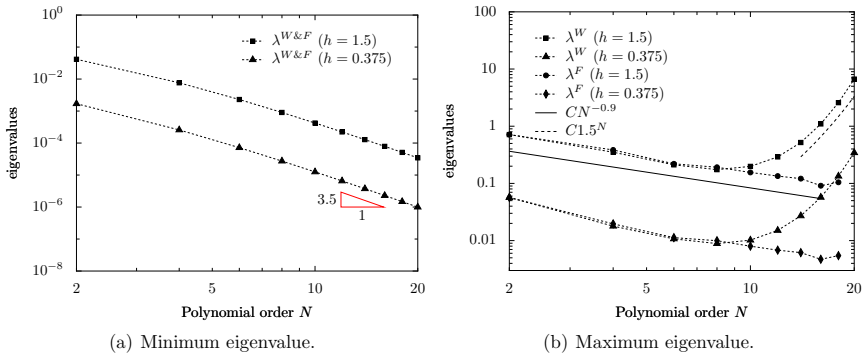 10^0
10^{-2}
10^{-4}
10^{-6}
10^{-8}
eigenvalues
λ^{W&F} (h = 1.5)
λ^{W&F} (h = 0.375)
3.5
1
2
5
10
20
Polynomial order N
(a) Minimum eigenvalue.
100
10
1
0.1
0.01
eigenvalues
λ^W (h = 1.5)
λ^W (h = 0.375)
λ^F (h = 1.5)
λ^F (h = 0.375)
CN^{-0.9}
C1.5^N
2
5
10
20
Polynomial order N
(b) Maximum eigenvalue.